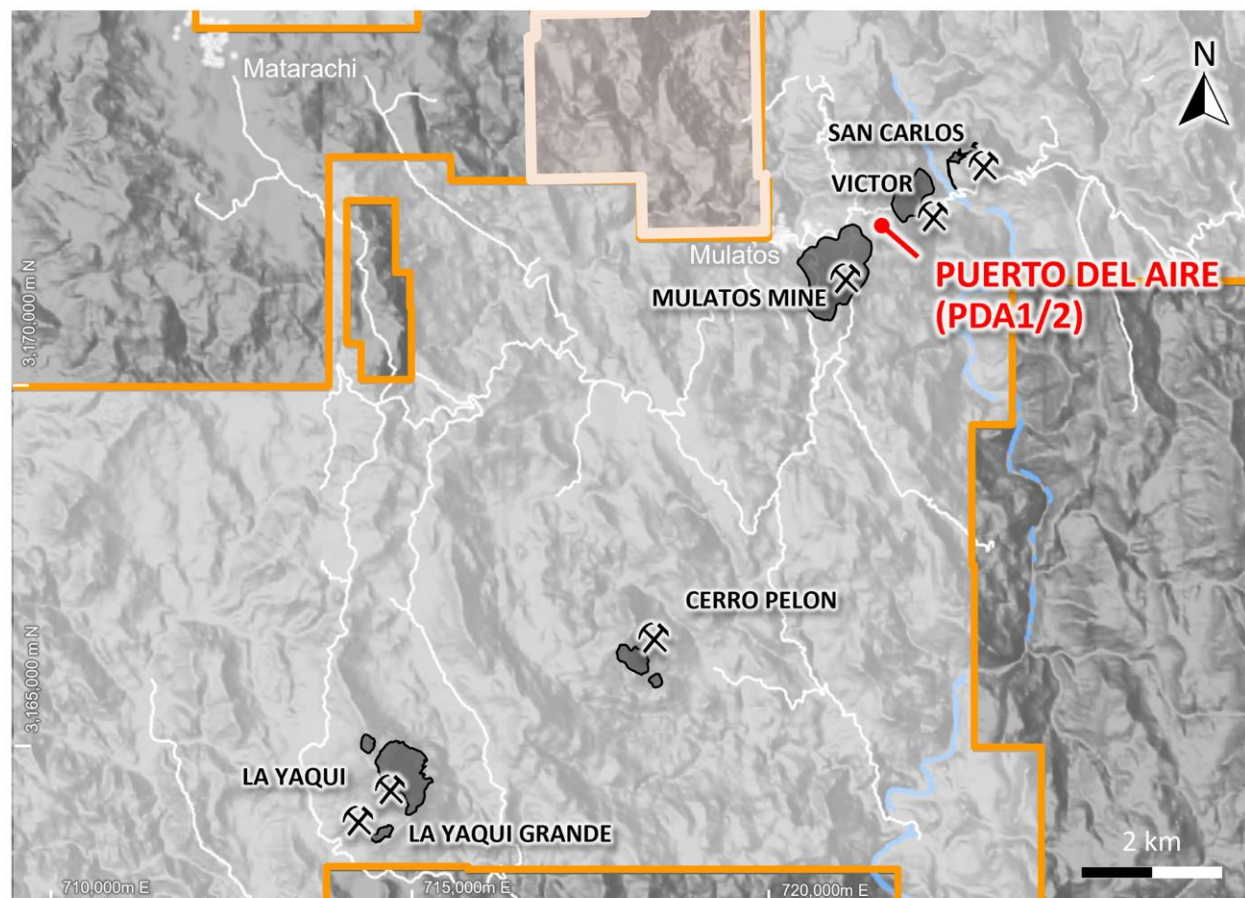 Matarachi
N
SAN CARLOS
VICTOR
Mulatos
MULATOS MINE
PUERTO DEL AIRE
(PDA1/2)
3,170,000 m N
CERRO PELON
3,165,000 m N
LA YAQUI
LA YAQUI GRANDE
2 km
710,000m E
715,000m E
720,000m E